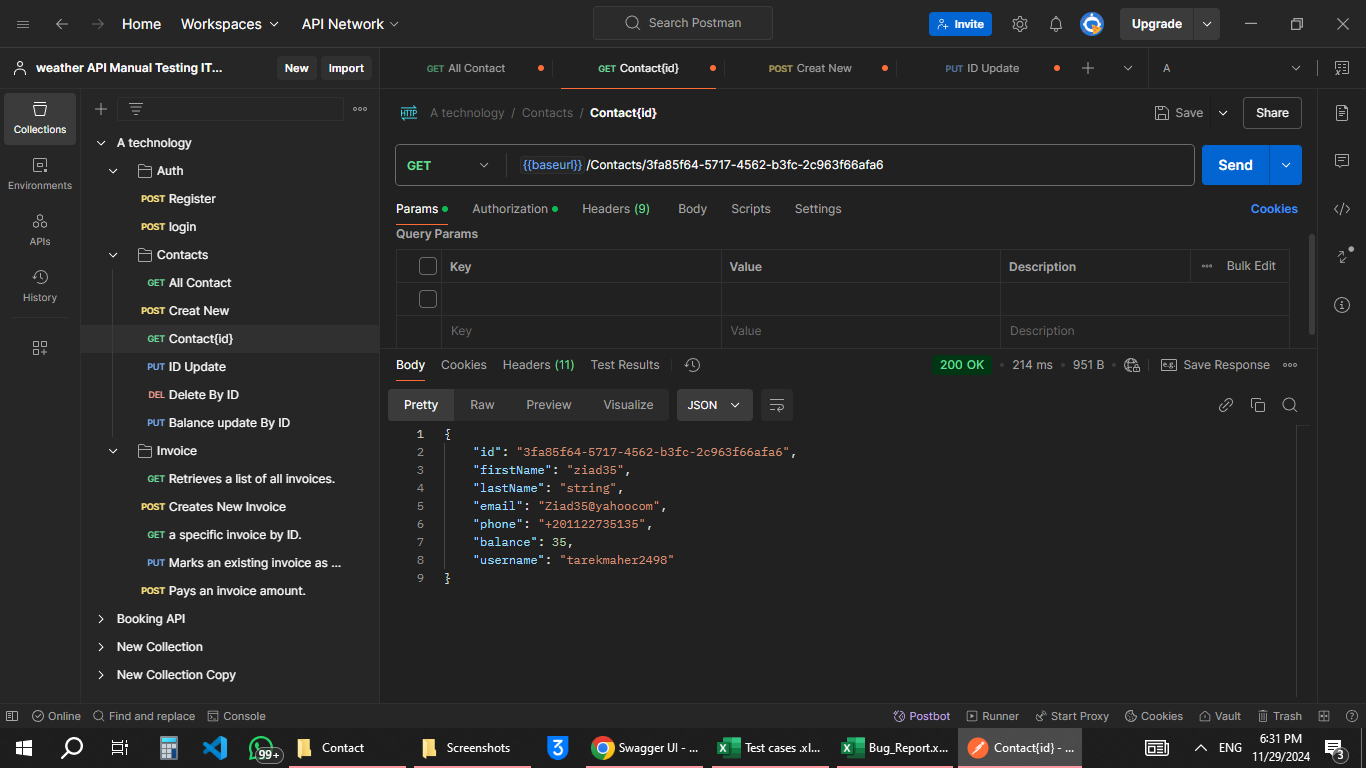 Home Workspaces API Network Search Postman Invite Upgrade
weather API Manual Testing IT... New Import
GET All Contact GET Contact{id} POST Creat New PUT ID Update A
Collections
Environments
APIs
History
A technology
Auth
POST Register
POST login
Contacts
GET All Contact
POST Creat New
GET Contact{id}
PUT ID Update
DEL Delete By ID
PUT Balance update By ID
Invoice
GET Retrieves a list of all invoices.
POST Creates New Invoice
GET a specific invoice by ID.
PUT Marks an existing invoice as ...
POST Pays an invoice amount.
Booking API
New Collection
New Collection Copy
HTTP A technology / Contacts / Contact{id} Save Share
GET {{baseurl}} /Contacts/3fa85f64-5717-4562-b3fc-2c963f66afa6 Send
Params Authorization Headers (9) Body Scripts Settings Cookies
Query Params
Key Value Description Bulk Edit
Key Value Description
Body Cookies Headers (11) Test Results 200 OK 214 ms 951 B e.g. Save Response
Pretty Raw Preview Visualize JSON
1 {
2 "id": "3fa85f64-5717-4562-b3fc-2c963f66afa6",
3 "firstName": "ziad35",
4 "lastName": "string",
5 "email": "Ziad35@yahoocom",
6 "phone": "+201122735135",
7 "balance": 35,
8 "username": "tarekmaher2498"
9 }
Online Find and replace Console Postbot Runner Start Proxy Cookies Vault Trash
99+ Contact Screenshots Swagger UI - ... Test cases .xl... Bug_Report.x... Contact{id} - ... ENG 6:31 PM
11/29/2024 3